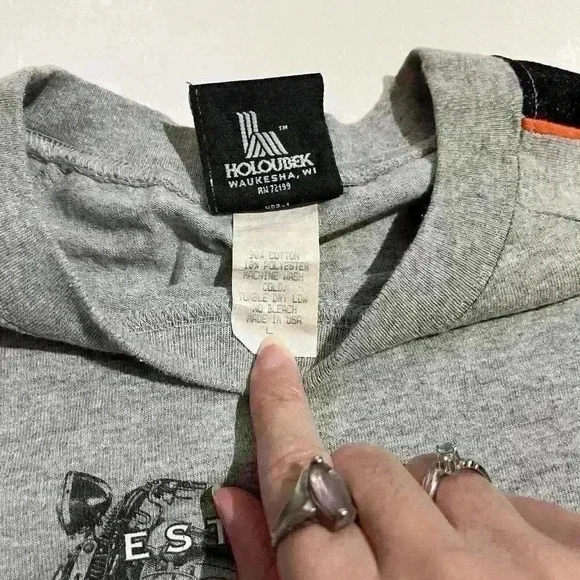 ™
HOLOUBEK
WAUKESHA, WI
RN 72199
90% COTTON
10% POLYESTER
MACHINE WASH
COLD.
TUMBLE DRY LOW
NO BLEACH
MADE IN USA
L
EST